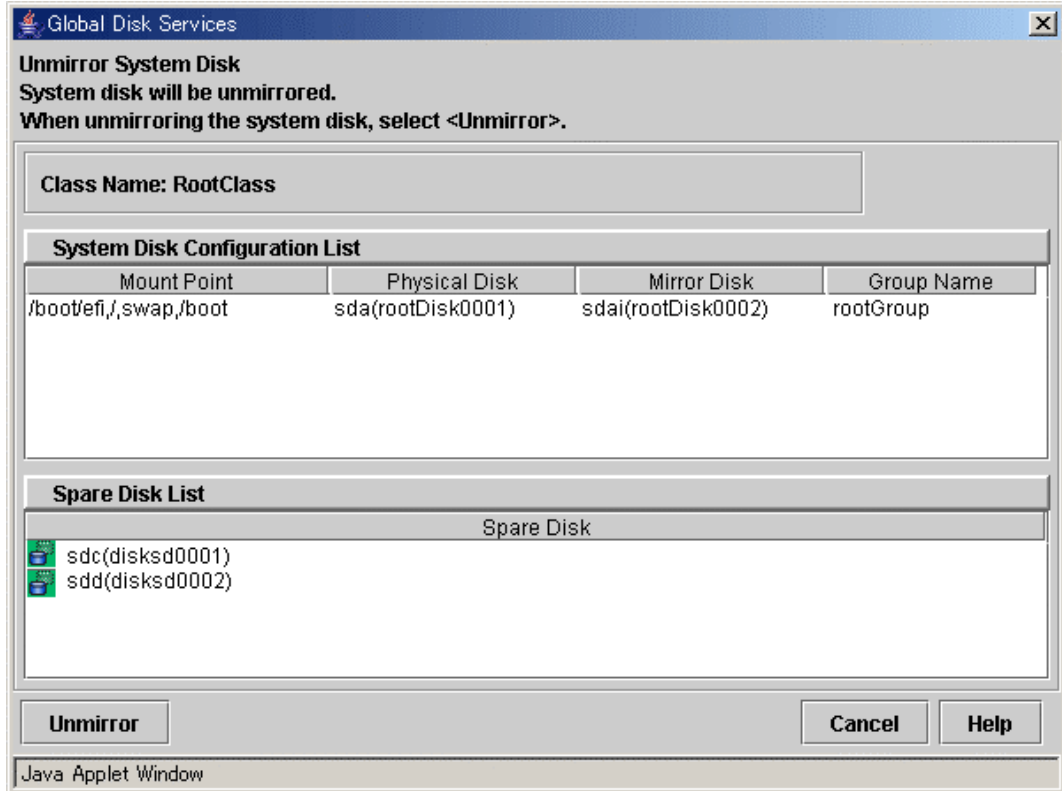 Global Disk Services
Unmirror System Disk
System disk will be unmirrored.
When unmirroring the system disk, select <Unmirror>.
Class Name: RootClass
System Disk Configuration List
Mount Point Physical Disk Mirror Disk Group Name
/boot/efi,/,swap,/boot sda(rootDisk0001) sdai(rootDisk0002) rootGroup
Spare Disk List
Spare Disk
sdc(disksd0001)
sdd(disksd0002)
Unmirror Cancel Help
Java Applet Window